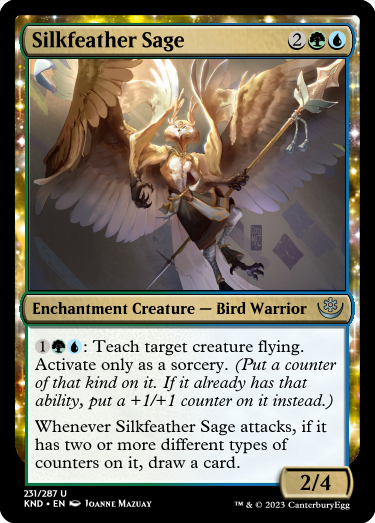 Silkfeather Sage 2
Enchantment Creature — Bird Warrior
1: Teach target creature flying.
Activate only as a sorcery. (Put a counter
of that kind on it. If it already has that
ability, put a +1/+1 counter on it instead.)
Whenever Silkfeather Sage attacks, if it
has two or more different types of
counters on it, draw a card.
2/4
231/287 U
KND • EN Joanne Mazuay
™ & © 2023 CanterburyEgg